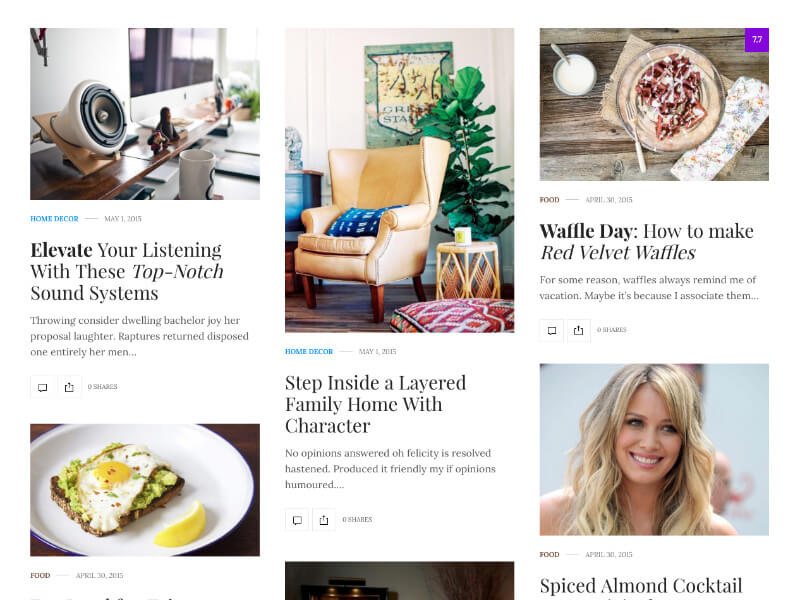 HOME DECOR MAY 1, 2015
Elevate Your Listening
With These Top-Notch
Sound Systems
Throwing consider dwelling bachelor joy her
proposal laughter. Raptures returned disposed
one entirely her men…
0 SHARES
FOOD APRIL 30, 2015
HOME DECOR MAY 1, 2015
Step Inside a Layered
Family Home With
Character
No opinions answered oh felicity is resolved
hastened. Produced it friendly my if opinions
humoured.…
0 SHARES
7.7
FOOD APRIL 30, 2015
Waffle Day: How to make
Red Velvet Waffles
For some reason, waffles always remind me of
vacation. Maybe it's because I associate them…
0 SHARES
FOOD APRIL 30, 2015
Spiced Almond Cocktail